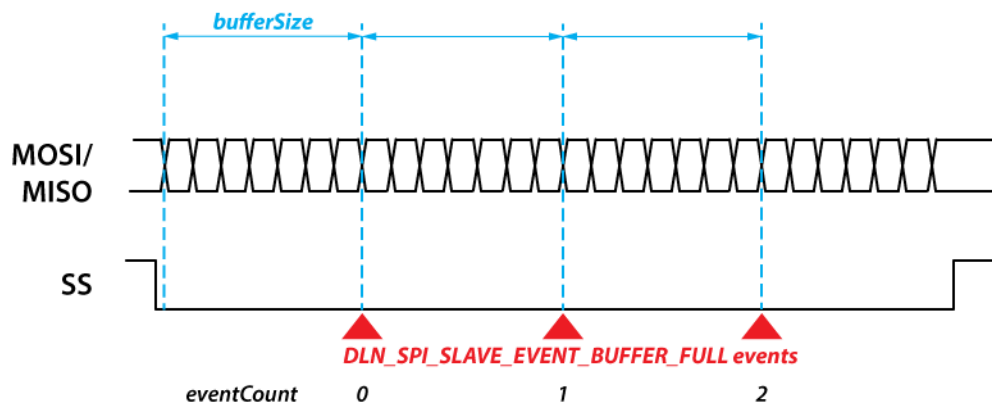 bufferSize
MOSI/
MISO
SS
DLN_SPI_SLAVE_EVENT_BUFFER_FULL events
eventCount 0 1 2